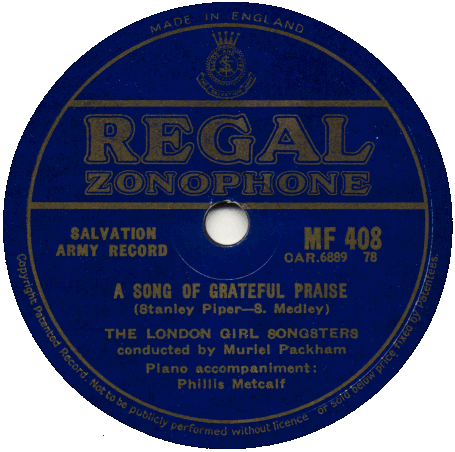 MADE IN ENGLAND
REGAL
ZONOPHONE
SALVATION
ARMY RECORD
MF 408
CAR.6889 78
A SONG OF GRATEFUL PRAISE
(Stanley Piper—S. Medley)
THE LONDON GIRL SONGSTERS
conducted by Muriel Packham
Piano accompaniment:
Phillis Metcalf
Copyright Patented Record. Not to be publicly performed without licence or Sold below price fixed by Patentees.